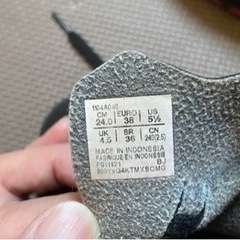 1104A040
CM EURO US
24.0 38 5½
UK BR CN
4.5 36 240(2.5)
MADE IN INDONESIA
FABRIQUE EN INDONESIE
BJ